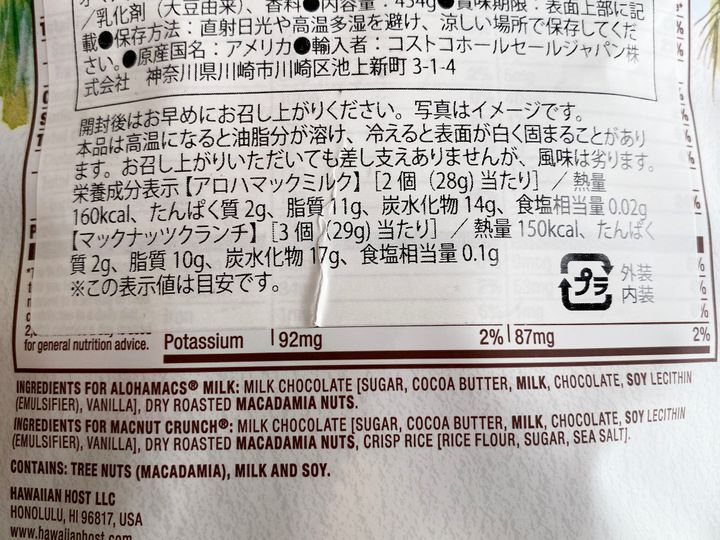 /乳化剤(大豆由来)、香料●内容量:454g●賞味期限:表面上部に記
載●保存方法:直射日光や高温多湿を避け、涼しい場所で保存してくだ
さい。●原産国名:アメリカ●輸入者:コストコホールセールジャパン株
式会社 神奈川県川崎市川崎区池上新町 3-1-4
開封後はお早めにお召し上がりください。写真はイメージです。
本品は高温になると油脂分が溶け、冷えると表面が白く固まることがあり
ます。お召し上がりいただいても差し支えありませんが、風味は劣ります。
栄養成分表示【アロハマックミルク】[2個(28g)当たり]/熱量
160kcal、たんぱく質 2g、脂質 11g、炭水化物 14g、食塩相当量 0.02g
【マックナッツクランチ】[3個(29g)当たり]/熱量 150kcal、たんぱく
質 2g、脂質 10g、炭水化物 17g、食塩相当量 0.1g
※この表示値は目安です。
プラ 外装
内装
for general nutrition advice. Potassium 92mg 2% 87mg 2%
INGREDIENTS FOR ALOHAMACS® MILK: MILK CHOCOLATE [SUGAR, COCOA BUTTER, MILK, CHOCOLATE, SOY LECITHIN
(EMULSIFIER), VANILLA], DRY ROASTED MACADAMIA NUTS.
INGREDIENTS FOR MACNUT CRUNCH®: MILK CHOCOLATE [SUGAR, COCOA BUTTER, MILK, CHOCOLATE, SOY LECITHIN
(EMULSIFIER), VANILLA], DRY ROASTED MACADAMIA NUTS, CRISP RICE [RICE FLOUR, SUGAR, SEA SALT].
CONTAINS: TREE NUTS (MACADAMIA), MILK AND SOY.
HAWAIIAN HOST LLC
HONOLULU, HI 96817, USA
www.hawaiianhost.com